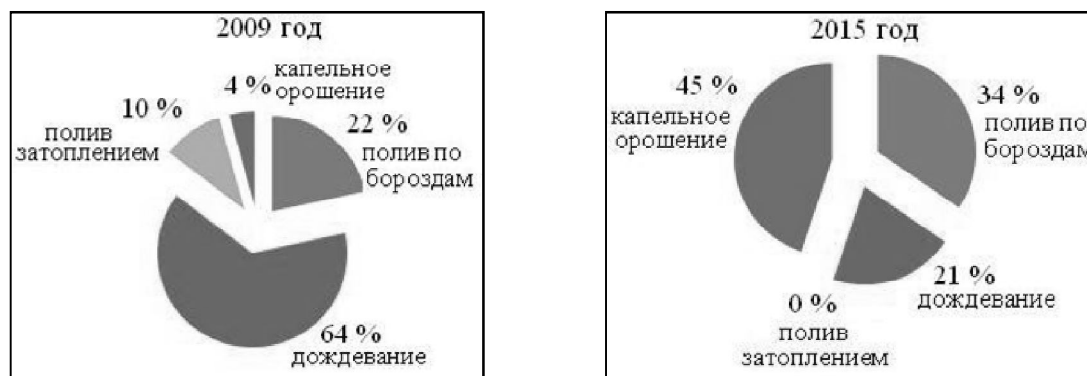 2009 год
4 %
капельное
орошение
10 %
полив
затоплением
22 %
полив по
бороздам
64 %
дождевание
2015 год
45 %
капельное
орошение
34 %
полив по
бороздам
21 %
дождевание
0 %
полив
затоплением